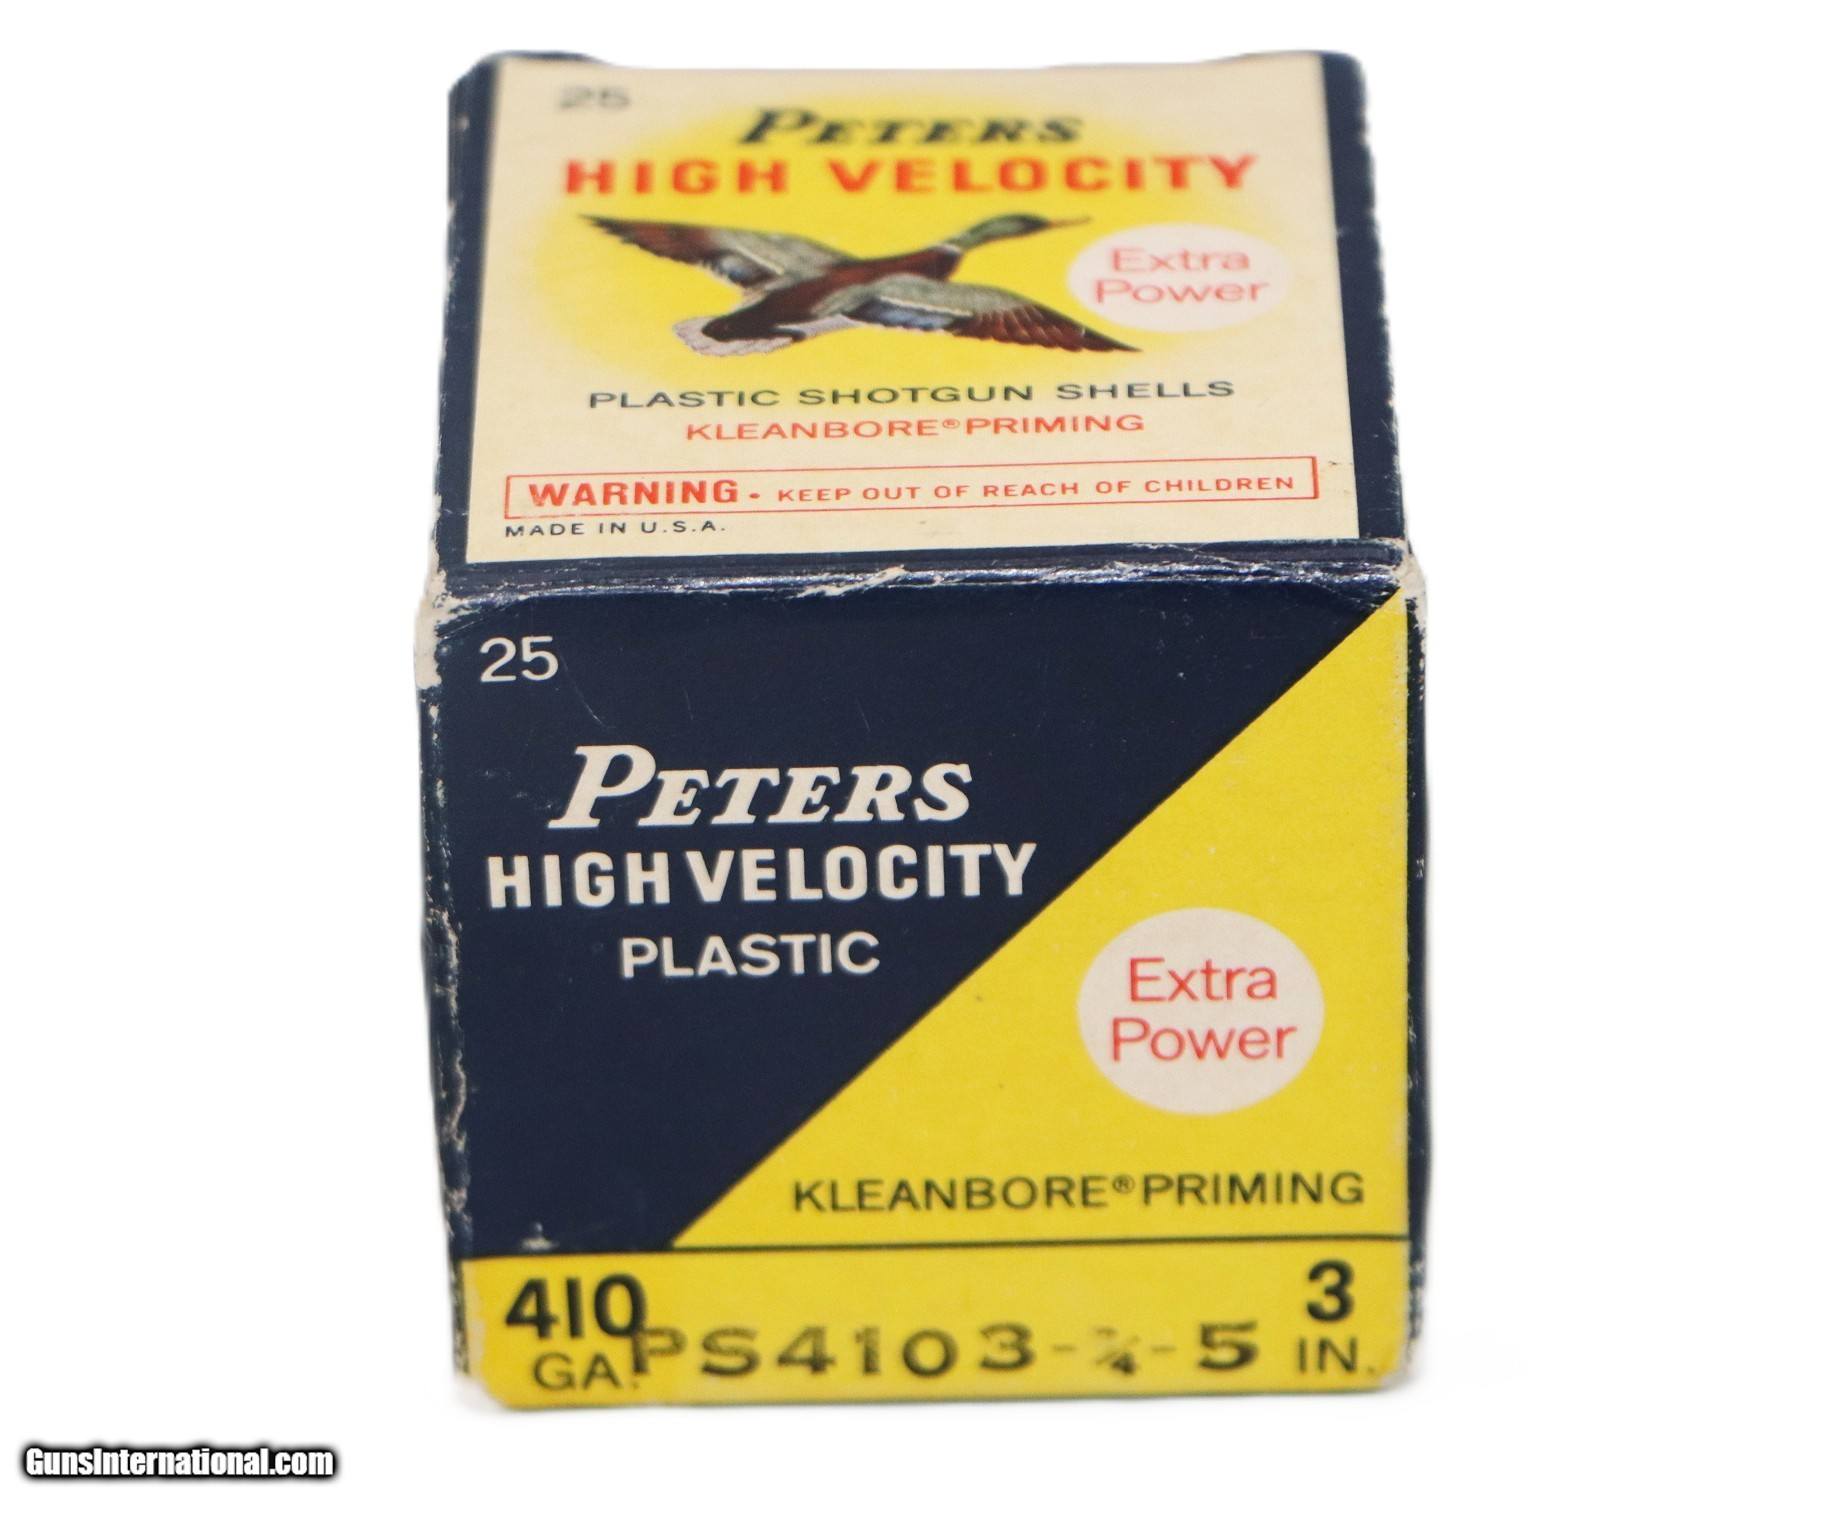 25
PETERS
HIGH VELOCITY
Extra
Power
PLASTIC SHOTGUN SHELLS
KLEANBORE® PRIMING
WARNING • KEEP OUT OF REACH OF CHILDREN
MADE IN U.S.A.
25
PETERS
HIGH VELOCITY
PLASTIC
Extra
Power
KLEANBORE® PRIMING
410
GA.
PS4103-¾-5
3
IN.
GunsInternational.com